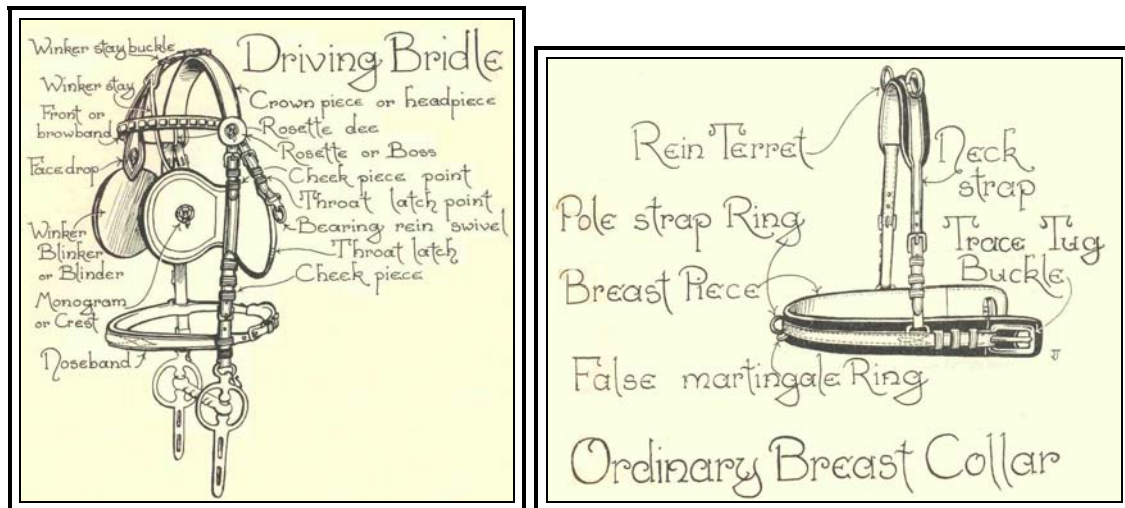 Driving Bridle
Winker stay buckle
Winker stay
Front or
browband
Facedrop
Winker
Blinker
or Blinder
Monogram
or Crest
Noseband
Crown piece or headpiece
Rosette dee
Rosette or Boss
Cheek piece point
Throat latch point
Bearing rein swivel
Throat latch
Cheek piece
Rein Terret
Neck
strap
Pole strap Ring
Trace Tug
Buckle
Breast Piece
False martingale Ring
Ordinary Breast Collar